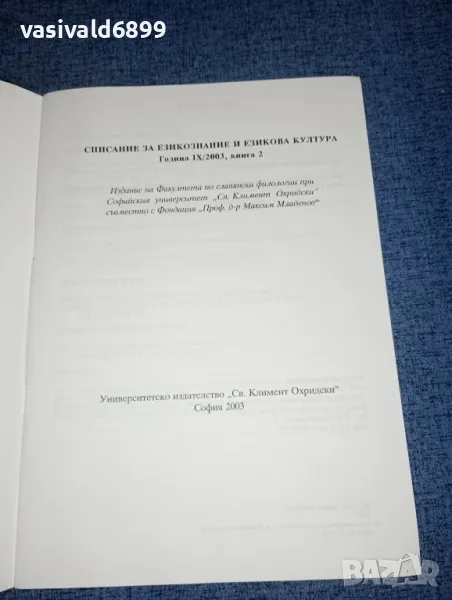 vasivald6899
СПИСАНИЕ ЗА ЕЗИКОЗНАНИЕ И ЕЗИКОВА КУЛТУРА
Година IX/2003, книга 2
Издание на Факултета по славянски филологии при
Софийския университет „Св. Климент Охридски“
съвместно с Фондация „Проф. д-р Максим Младенов“
Университетско издателство „Св. Климент Охридски“
София 2003
BAZAR